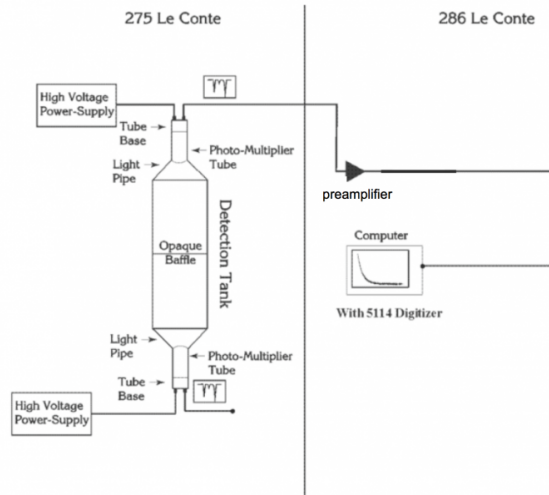 275 Le Conte
286 Le Conte
High Voltage
Power-Supply
Tube
Base
Photo-Multiplier
Tube
Light
Pipe
preamplifier
Detection Tank
Opaque
Baffle
Computer
With 5114 Digitizer
Light
Pipe
Photo-Multiplier
Tube
Tube
Base
High Voltage
Power-Supply